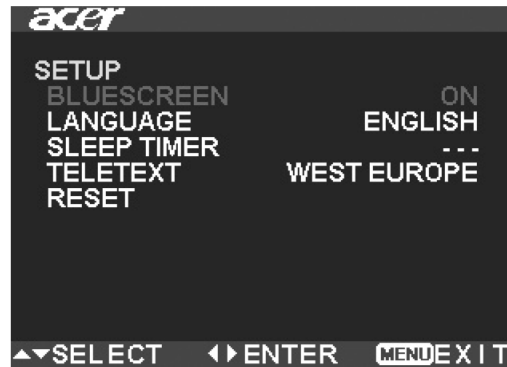 acer
SETUP
BLUESCREEN ON
LANGUAGE ENGLISH
SLEEP TIMER ---
TELETEXT WEST EUROPE
RESET
▲▼SELECT ◀▶ENTER MENU EXIT